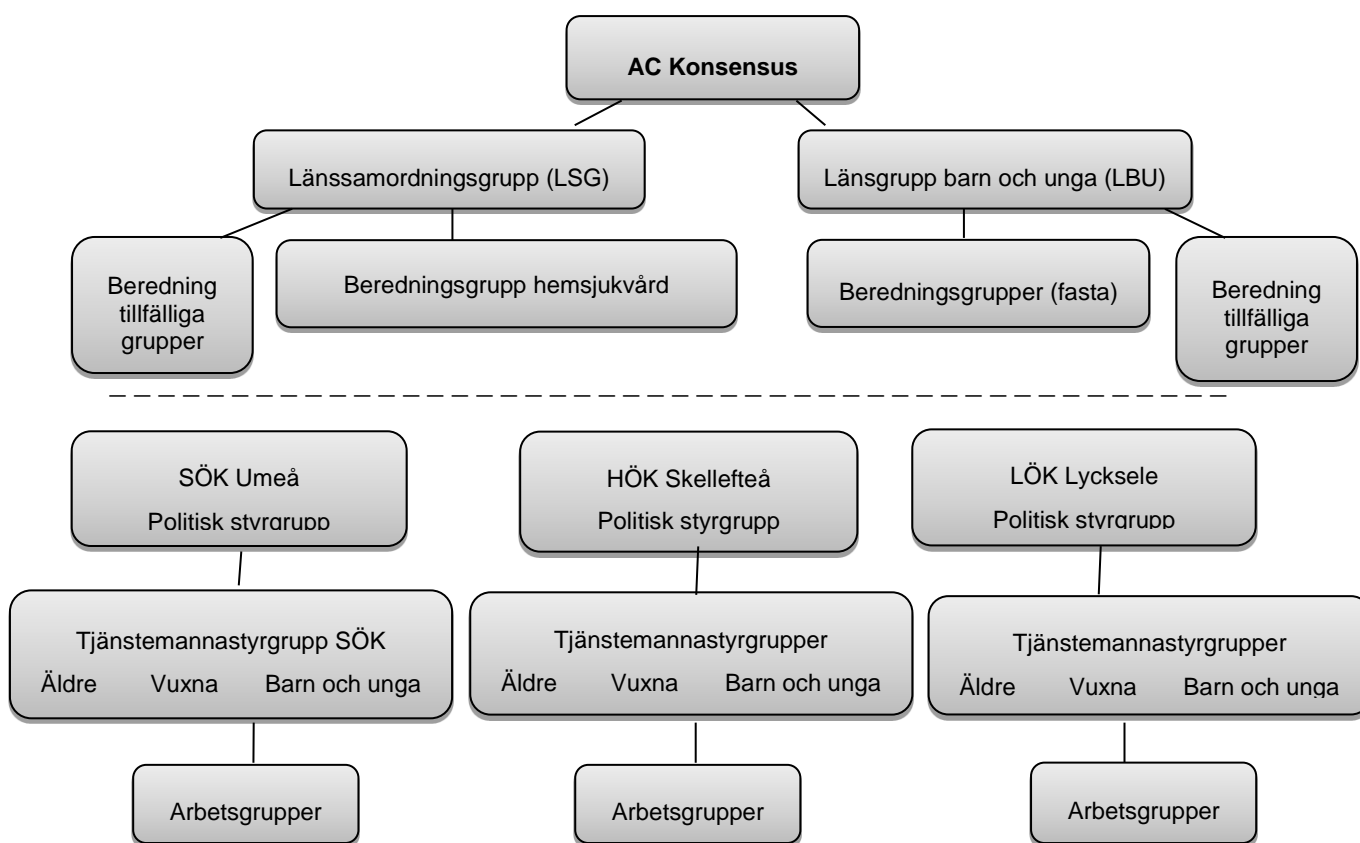 AC Konsensus
Länssamordningsgrupp (LSG)
Länsgrupp barn och unga (LBU)
Beredning
tillfälliga
grupper
Beredningsgrupp hemsjukvård
Beredningsgrupper (fasta)
Beredning
tillfälliga
grupper
SÖK Umeå
Politisk styrgrupp
HÖK Skellefteå
Politisk styrgrupp
LÖK Lycksele
Politisk styrgrupp
Tjänstemannastyrgrupp SÖK
Äldre Vuxna Barn och unga
Tjänstemannastyrgrupper
Äldre Vuxna Barn och unga
Tjänstemannastyrgrupper
Äldre Vuxna Barn och unga
Arbetsgrupper
Arbetsgrupper
Arbetsgrupper